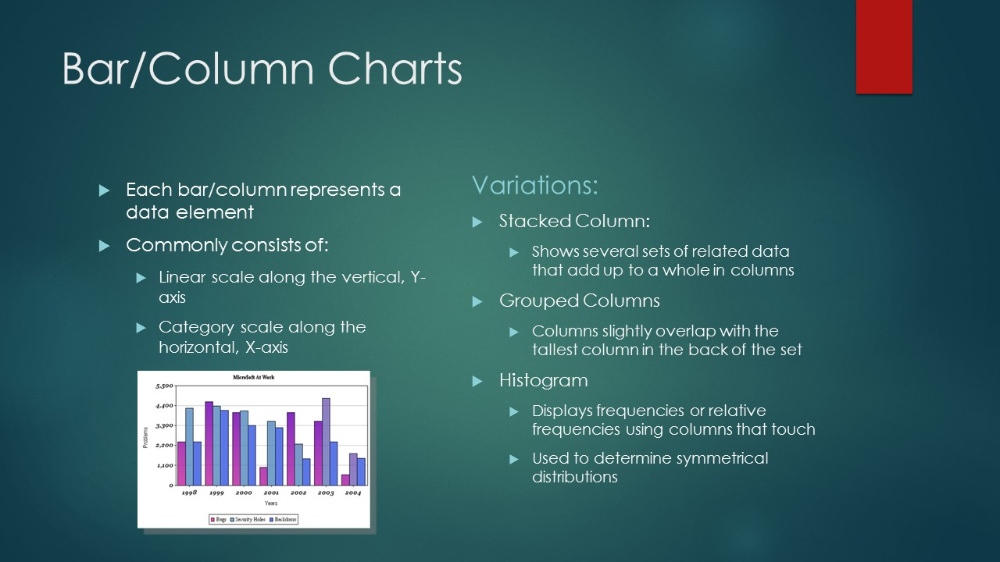 Bar/Column Charts
Each bar/column represents a
data element
Commonly consists of:
Linear scale along the vertical, Y-
axis
Category scale along the
horizontal, X-axis
MicroSoft At Work
5,500
4,400
3,300
2,200
1,100
0
Problems
1998 1999 2000 2001 2002 2003 2004
Years
Bugs Security Holes Backdoors
Variations:
Stacked Column:
Shows several sets of related data
that add up to a whole in columns
Grouped Columns
Columns slightly overlap with the
tallest column in the back of the set
Histogram
Displays frequencies or relative
frequencies using columns that touch
Used to determine symmetrical
distributions